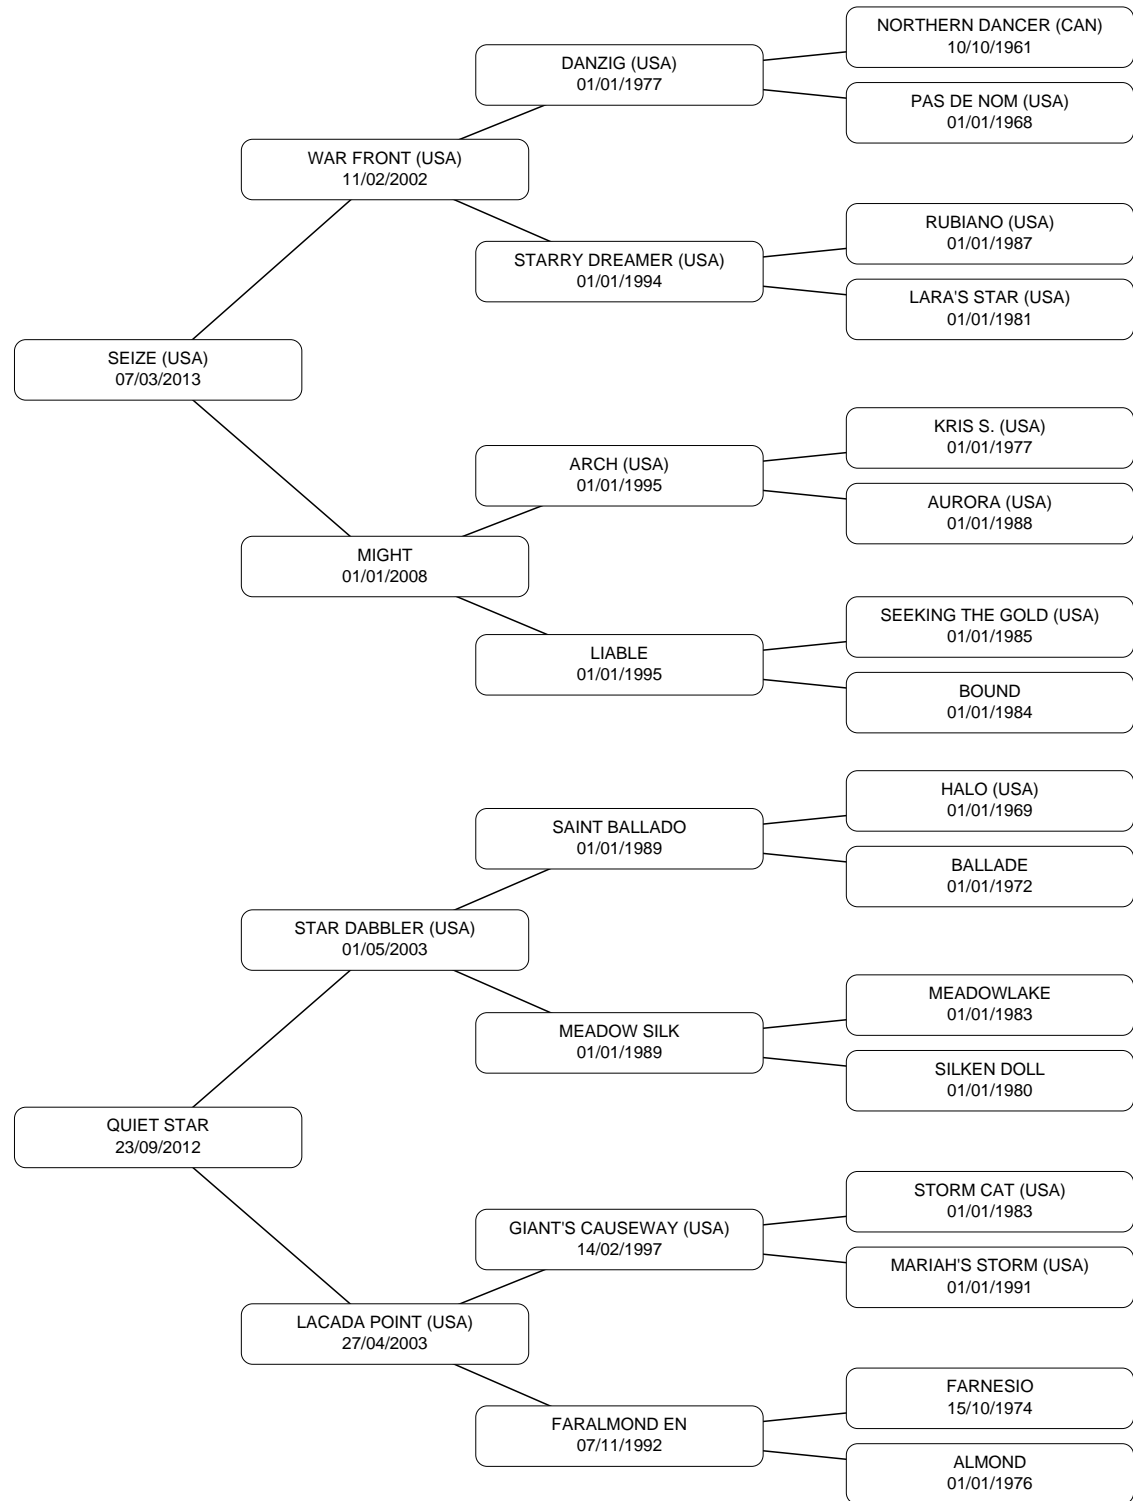 NORTHERN DANCER (CAN)
10/10/1961
DANZIG (USA)
01/01/1977
PAS DE NOM (USA)
01/01/1968
WAR FRONT (USA)
11/02/2002
RUBIANO (USA)
01/01/1987
STARRY DREAMER (USA)
01/01/1994
LARA'S STAR (USA)
01/01/1981
SEIZE (USA)
07/03/2013
KRIS S. (USA)
01/01/1977
ARCH (USA)
01/01/1995
AURORA (USA)
01/01/1988
MIGHT
01/01/2008
SEEKING THE GOLD (USA)
01/01/1985
LIABLE
01/01/1995
BOUND
01/01/1984
HALO (USA)
01/01/1969
SAINT BALLADO
01/01/1989
BALLADE
01/01/1972
STAR DABBLER (USA)
01/05/2003
MEADOWLAKE
01/01/1983
MEADOW SILK
01/01/1989
SILKEN DOLL
01/01/1980
QUIET STAR
23/09/2012
STORM CAT (USA)
01/01/1983
GIANT'S CAUSEWAY (USA)
14/02/1997
MARIAH'S STORM (USA)
01/01/1991
LACADA POINT (USA)
27/04/2003
FARNESIO
15/10/1974
FARALMOND EN
07/11/1992
ALMOND
01/01/1976